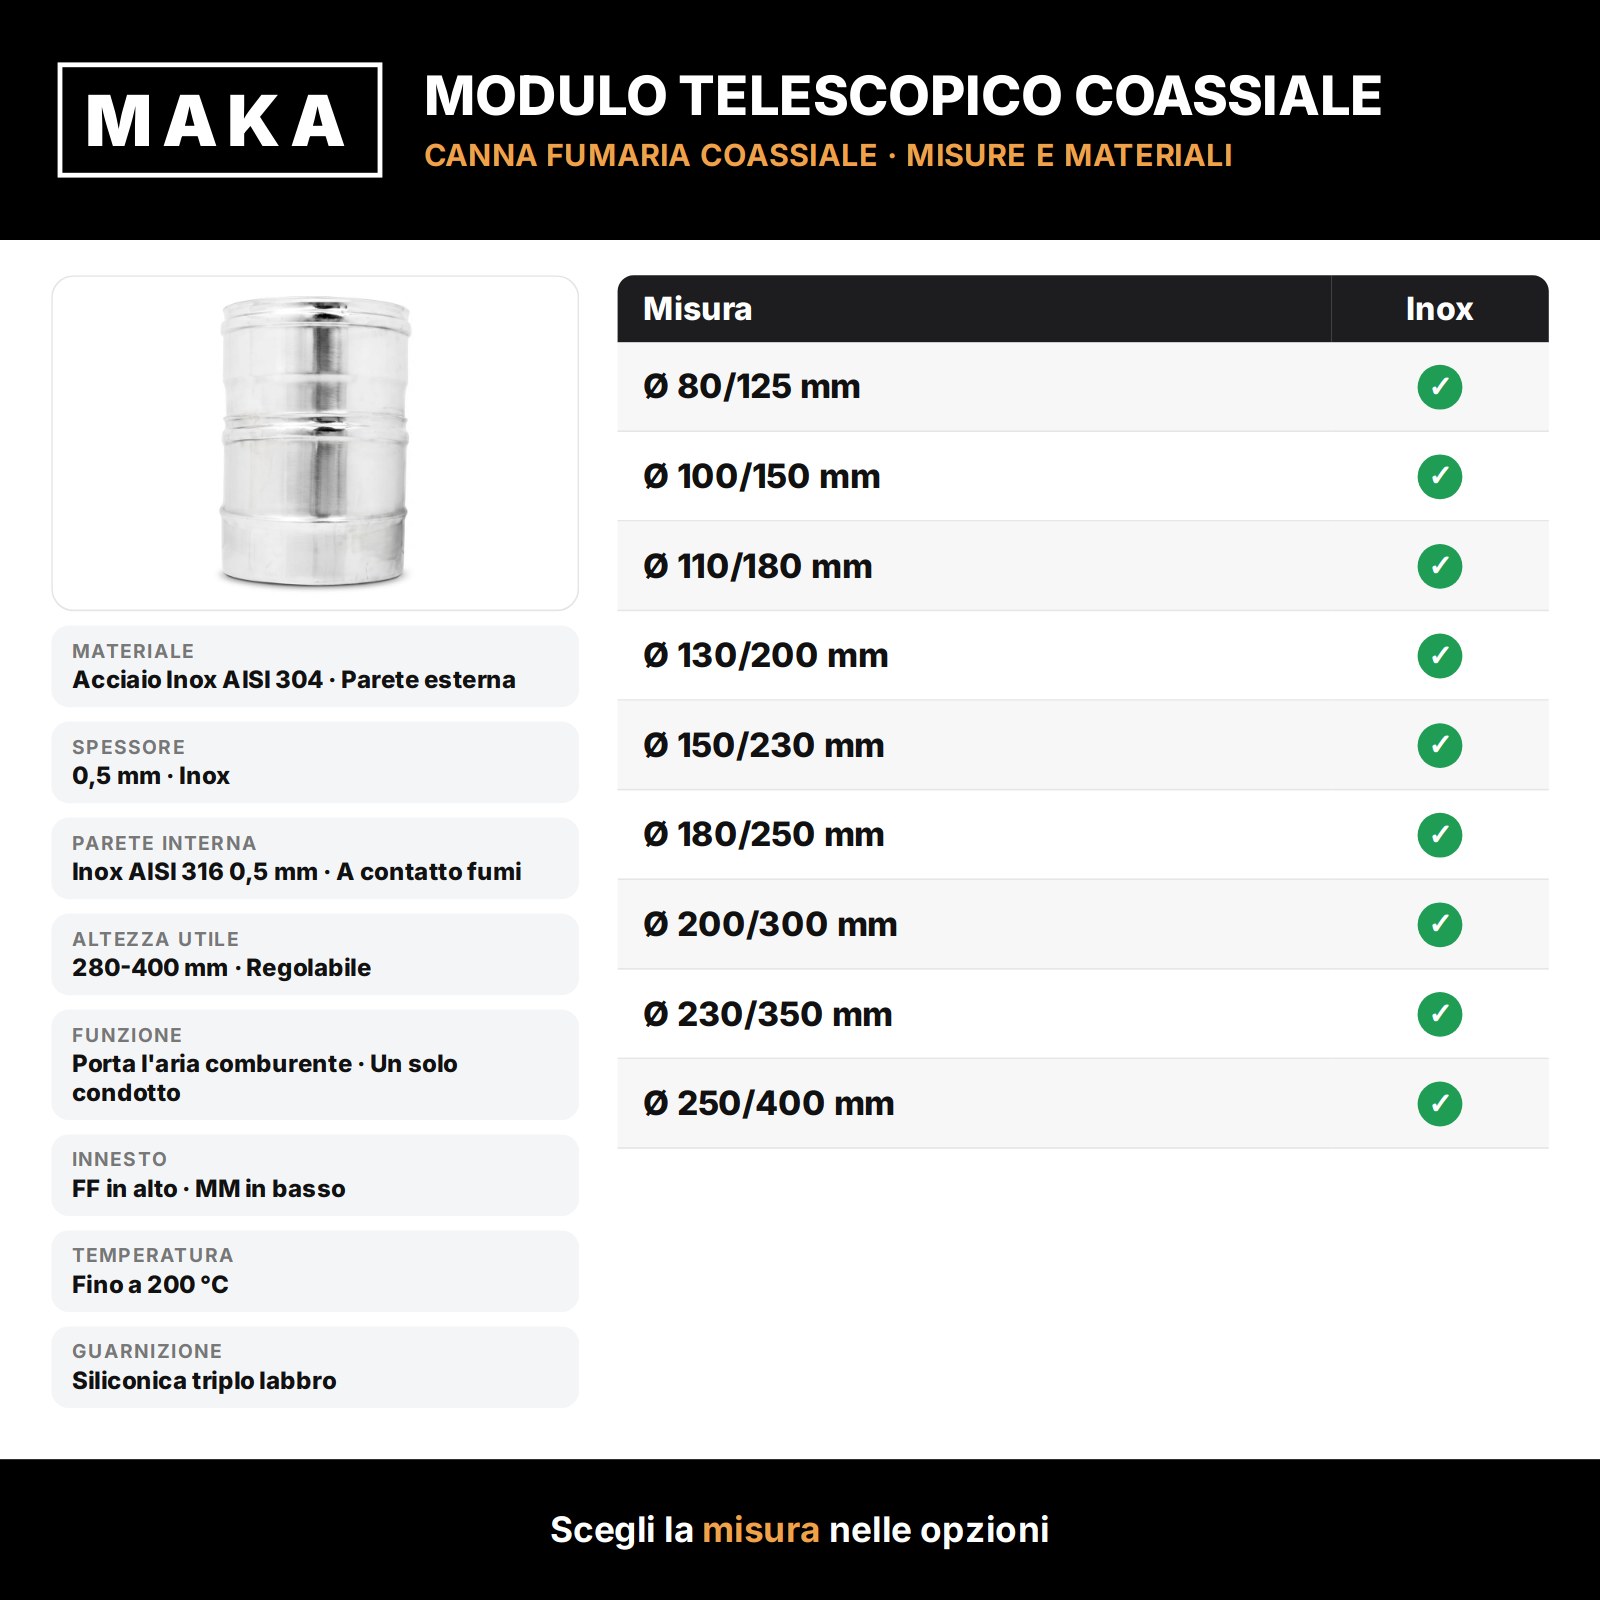 MAKA
MODULO TELESCOPICO COASSIALE
CANNA FUMARIA COASSIALE · MISURE E MATERIALI
MATERIALE
Acciaio Inox AISI 304 · Parete esterna
SPESSORE
0,5 mm · Inox
PARETE INTERNA
Inox AISI 316 0,5 mm · A contatto fumi
ALTEZZA UTILE
280-400 mm · Regolabile
FUNZIONE
Porta l'aria comburente · Un solo
condotto
INNESTO
FF in alto · MM in basso
TEMPERATURA
Fino a 200 °C
GUARNIZIONE
Siliconica triplo labbro
Misura Inox
Ø 80/125 mm ✓
Ø 100/150 mm ✓
Ø 110/180 mm ✓
Ø 130/200 mm ✓
Ø 150/230 mm ✓
Ø 180/250 mm ✓
Ø 200/300 mm ✓
Ø 230/350 mm ✓
Ø 250/400 mm ✓
Scegli la misura nelle opzioni